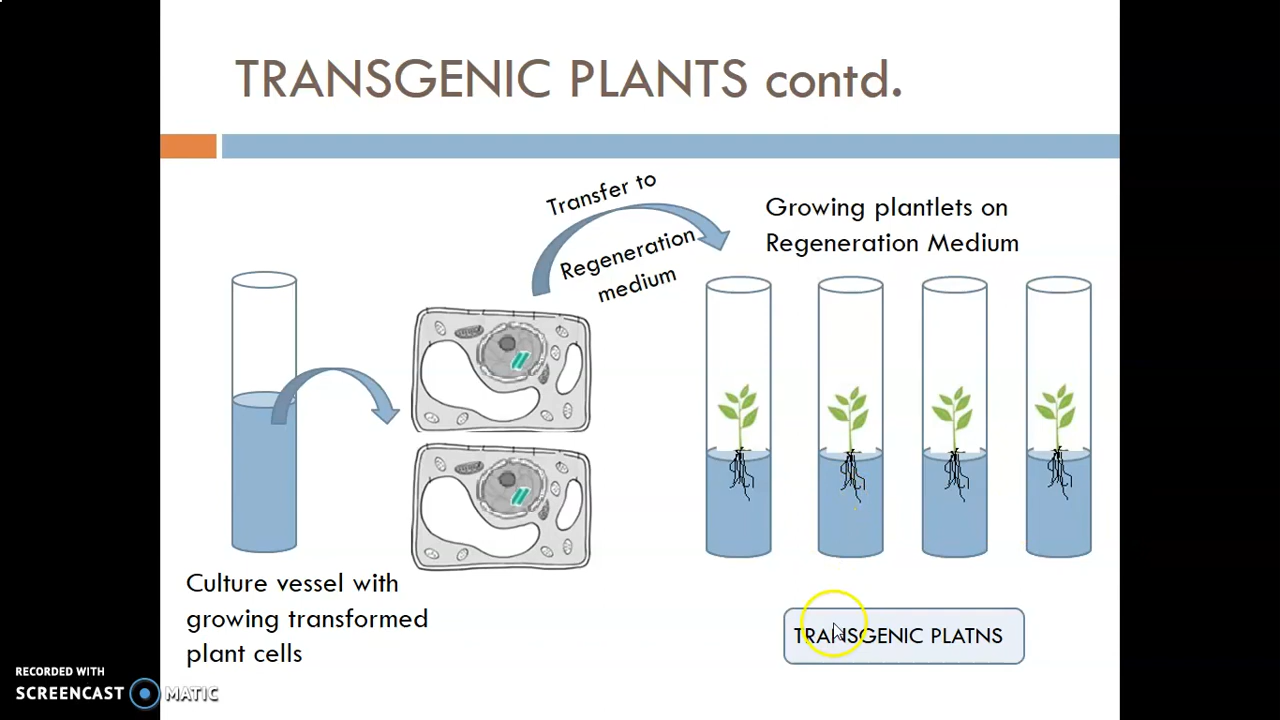 TRANSGENIC PLANTS contd.
Transfer to
Regeneration
medium
Growing plantlets on
Regeneration Medium
Culture vessel with
growing transformed
plant cells
TRANSGENIC PLATNS
RECORDED WITH
SCREENCAST MATIC